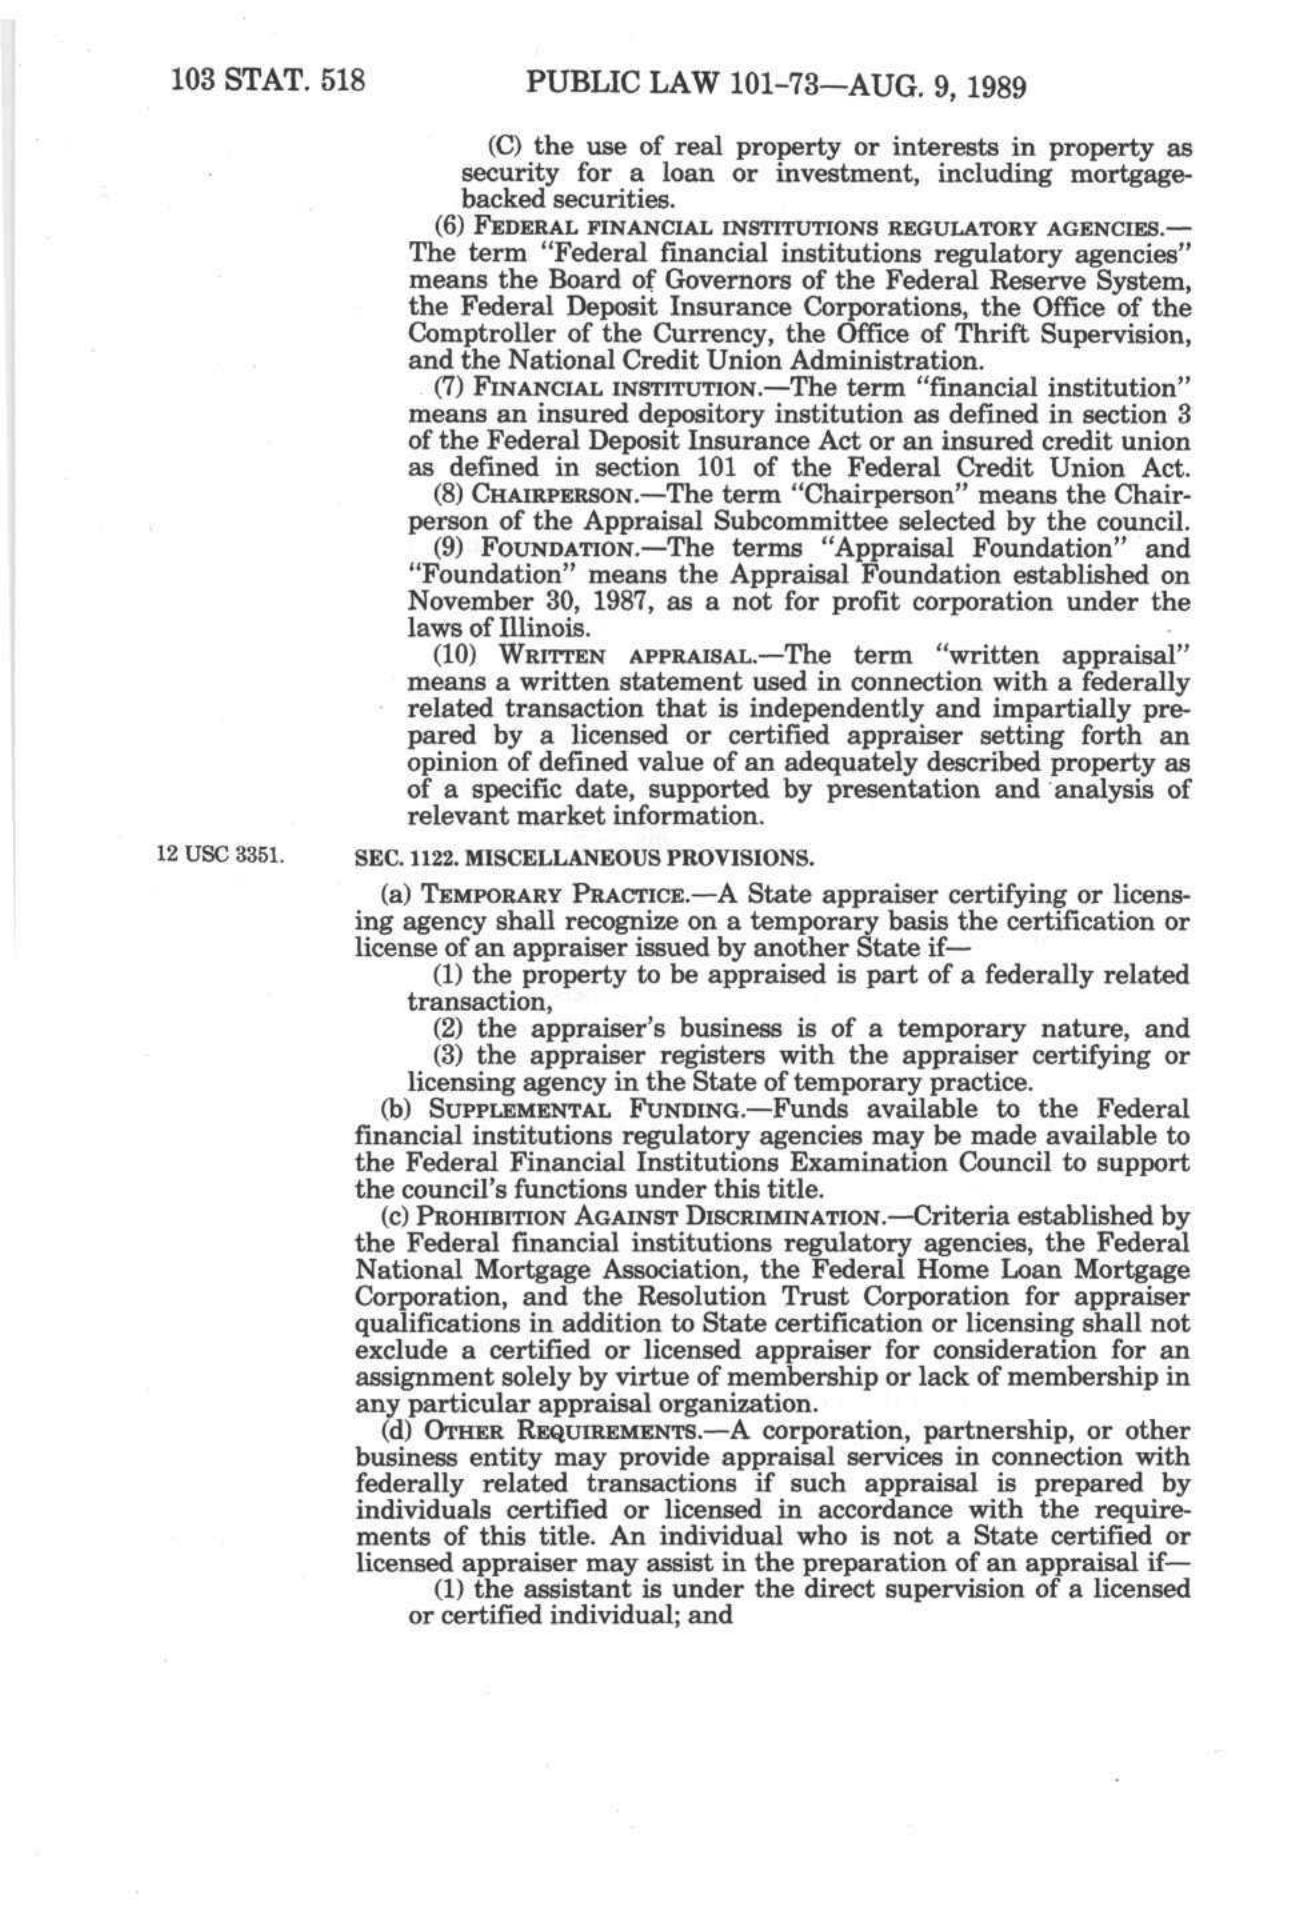 103 STAT. 518
PUBLIC LAW 101-73—AUG. 9, 1989
(C) the use of real property or interests in property as
security for a loan or investment, including mortgage-
backed securities.
(6) FEDERAL FINANCIAL INSTITUTIONS REGULATORY AGENCIES.—
The term “Federal financial institutions regulatory agencies”
means the Board of Governors of the Federal Reserve System,
the Federal Deposit Insurance Corporations, the Office of the
Comptroller of the Currency, the Office of Thrift Supervision,
and the National Credit Union Administration.
(7) FINANCIAL INSTITUTION.—The term “financial institution”
means an insured depository institution as defined in section 3
of the Federal Deposit Insurance Act or an insured credit union
as defined in section 101 of the Federal Credit Union Act.
(8) CHAIRPERSON.—The term “Chairperson” means the Chair-
person of the Appraisal Subcommittee selected by the council.
(9) FOUNDATION.—The terms “Appraisal Foundation” and
“Foundation” means the Appraisal Foundation established on
November 30, 1987, as a not for profit corporation under the
laws of Illinois.
(10) WRITTEN APPRAISAL.—The term “written appraisal”
means a written statement used in connection with a federally
related transaction that is independently and impartially pre-
pared by a licensed or certified appraiser setting forth an
opinion of defined value of an adequately described property as
of a specific date, supported by presentation and analysis of
relevant market information.
12 USC 3351.
SEC. 1122. MISCELLANEOUS PROVISIONS.
(a) TEMPORARY PRACTICE.—A State appraiser certifying or licens-
ing agency shall recognize on a temporary basis the certification or
license of an appraiser issued by another State if—
(1) the property to be appraised is part of a federally related
transaction,
(2) the appraiser's business is of a temporary nature, and
(3) the appraiser registers with the appraiser certifying or
licensing agency in the State of temporary practice.
(b) SUPPLEMENTAL FUNDING.—Funds available to the Federal
financial institutions regulatory agencies may be made available to
the Federal Financial Institutions Examination Council to support
the council's functions under this title.
(c) PROHIBITION AGAINST DISCRIMINATION.—Criteria established by
the Federal financial institutions regulatory agencies, the Federal
National Mortgage Association, the Federal Home Loan Mortgage
Corporation, and the Resolution Trust Corporation for appraiser
qualifications in addition to State certification or licensing shall not
exclude a certified or licensed appraiser for consideration for an
assignment solely by virtue of membership or lack of membership in
any particular appraisal organization.
(d) OTHER REQUIREMENTS.—A corporation, partnership, or other
business entity may provide appraisal services in connection with
federally related transactions if such appraisal is prepared by
individuals certified or licensed in accordance with the require-
ments of this title. An individual who is not a State certified or
licensed appraiser may assist in the preparation of an appraisal if—
(1) the assistant is under the direct supervision of a licensed
or certified individual; and